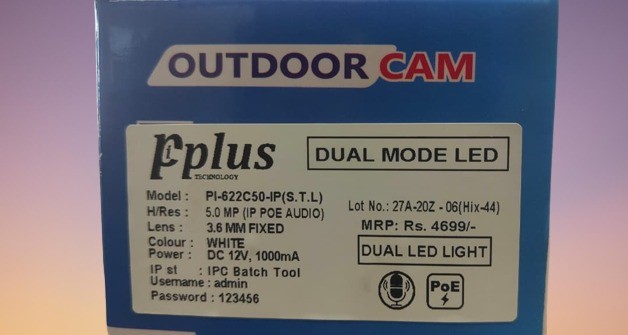 OUTDOOR CAM
Pi plus
TECHNOLOGY
DUAL MODE LED
Model : PI-622C50-IP(S.T.L)
H/Res : 5.0 MP (IP POE AUDIO)
Lens : 3.6 MM FIXED
Colour : WHITE
Power : DC 12V, 1000mA
IP st : IPC Batch Tool
Username : admin
Password : 123456
Lot No.: 27A-20Z - 06(Hix-44)
MRP: Rs. 4699/-
DUAL LED LIGHT
PoE